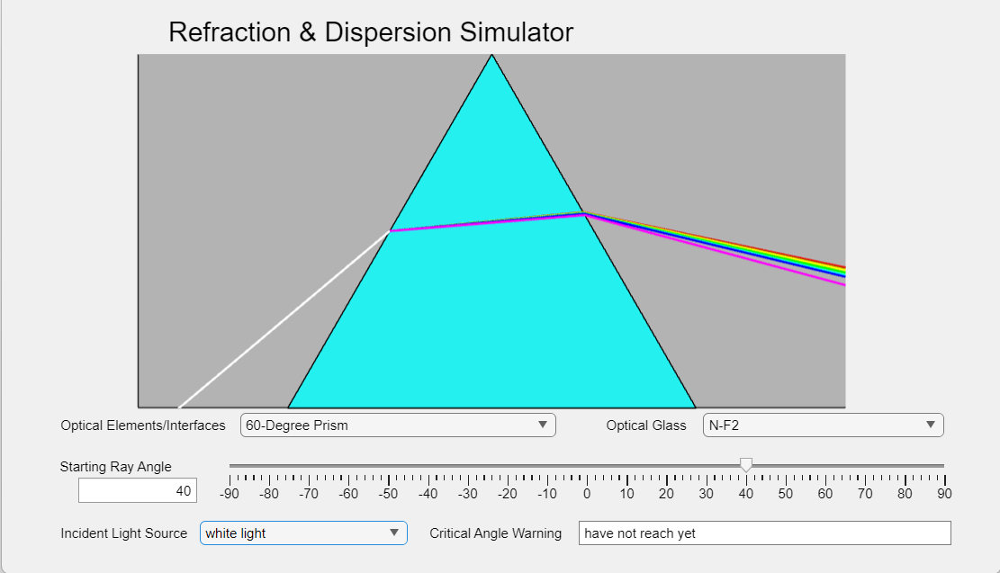 Refraction & Dispersion Simulator
Optical Elements/Interfaces 60-Degree Prism Optical Glass N-F2
Starting Ray Angle
40
-90 -80 -70 -60 -50 -40 -30 -20 -10 0 10 20 30 40 50 60 70 80 90
Incident Light Source white light Critical Angle Warning have not reach yet